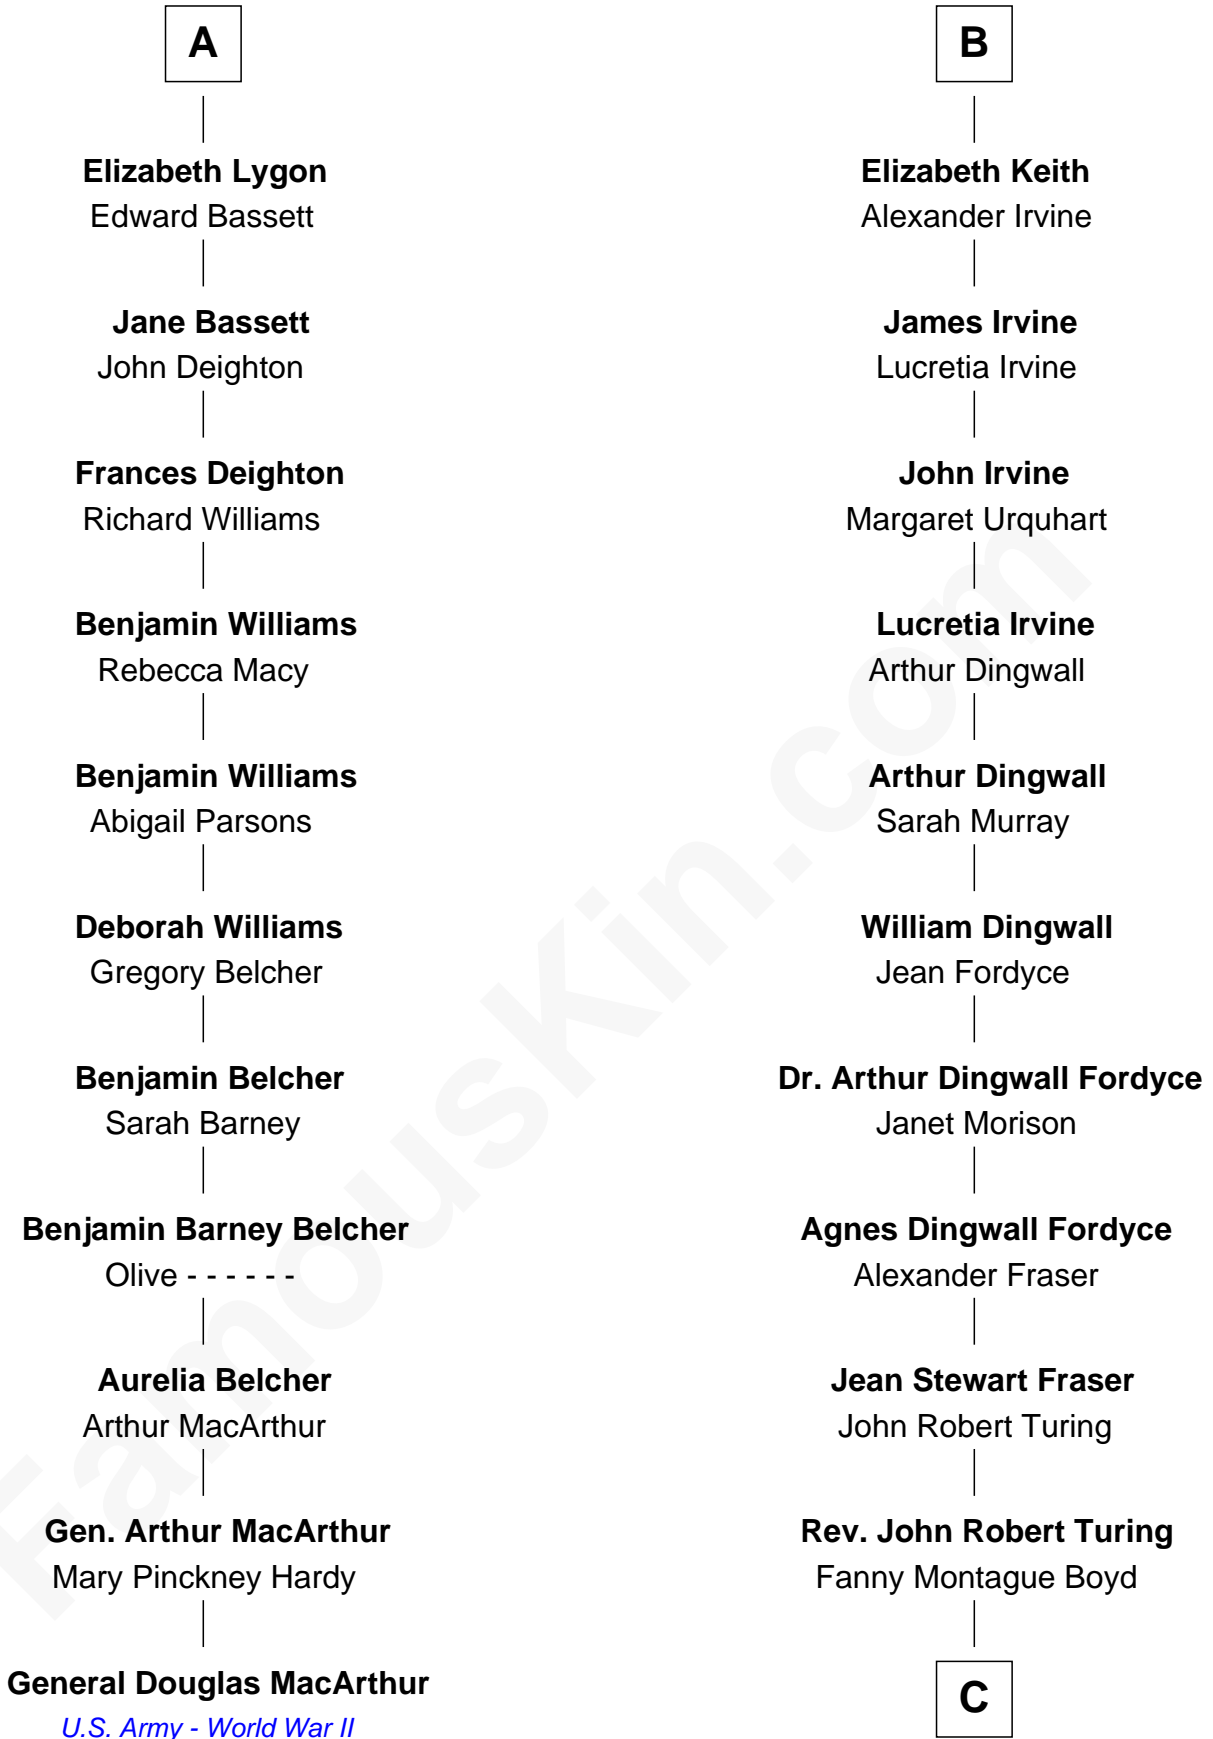 A
Elizabeth Lygon
Edward Bassett
Jane Bassett
John Deighton
Frances Deighton
Richard Williams
Benjamin Williams
Rebecca Macy
Benjamin Williams
Abigail Parsons
Deborah Williams
Gregory Belcher
Benjamin Belcher
Sarah Barney
Benjamin Barney Belcher
Olive - - - - - -
Aurelia Belcher
Arthur MacArthur
Gen. Arthur MacArthur
Mary Pinckney Hardy
General Douglas MacArthur
U.S. Army - World War II
B
Elizabeth Keith
Alexander Irvine
James Irvine
Lucretia Irvine
John Irvine
Margaret Urquhart
Lucretia Irvine
Arthur Dingwall
Arthur Dingwall
Sarah Murray
William Dingwall
Jean Fordyce
Dr. Arthur Dingwall Fordyce
Janet Morison
Agnes Dingwall Fordyce
Alexander Fraser
Jean Stewart Fraser
John Robert Turing
Rev. John Robert Turing
Fanny Montague Boyd
C
FamousKin.com